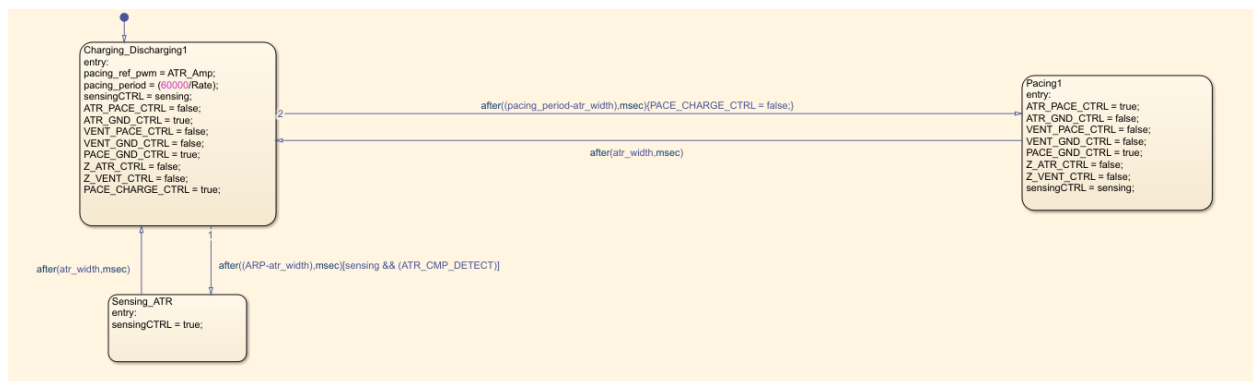 Charging_Discharging1
entry:
pacing_ref_pwm = ATR_Amp;
pacing_period = (60000/Rate);
sensingCTRL = sensing;
ATR_PACE_CTRL = false;
ATR_GND_CTRL = true;
VENT_PACE_CTRL = false;
VENT_GND_CTRL = false;
PACE_GND_CTRL = true;
Z_ATR_CTRL = false;
Z_VENT_CTRL = false;
PACE_CHARGE_CTRL = true;
2
after((pacing_period-atr_width),msec){PACE_CHARGE_CTRL = false;}
after(atr_width,msec)
Pacing1
entry:
ATR_PACE_CTRL = true;
ATR_GND_CTRL = false;
VENT_PACE_CTRL = false;
VENT_GND_CTRL = false;
PACE_GND_CTRL = true;
Z_ATR_CTRL = false;
Z_VENT_CTRL = false;
sensingCTRL = sensing;
1
after(atr_width,msec)
after((ARP-atr_width),msec)[sensing && (ATR_CMP_DETECT)]
Sensing_ATR
entry:
sensingCTRL = true;